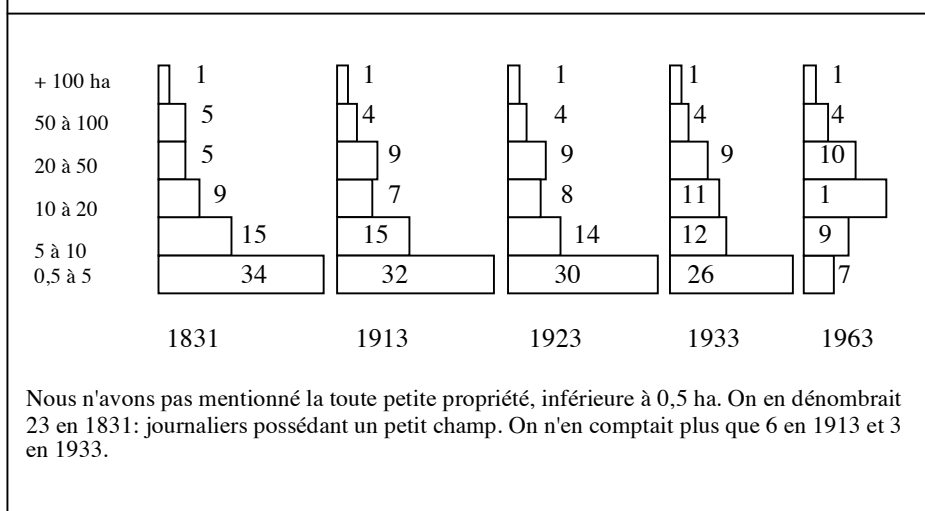 + 100 ha 1 1 1 1 1
50 à 100 5 4 4 4 4
20 à 50 5 9 9 9 10
10 à 20 9 7 8 11 1
5 à 10 15 15 14 12 9
0,5 à 5 34 32 30 26 7
1831 1913 1923 1933 1963
Nous n'avons pas mentionné la toute petite propriété, inférieure à 0,5 ha. On en dénombrait
23 en 1831: journaliers possédant un petit champ. On n'en comptait plus que 6 en 1913 et 3
en 1933.